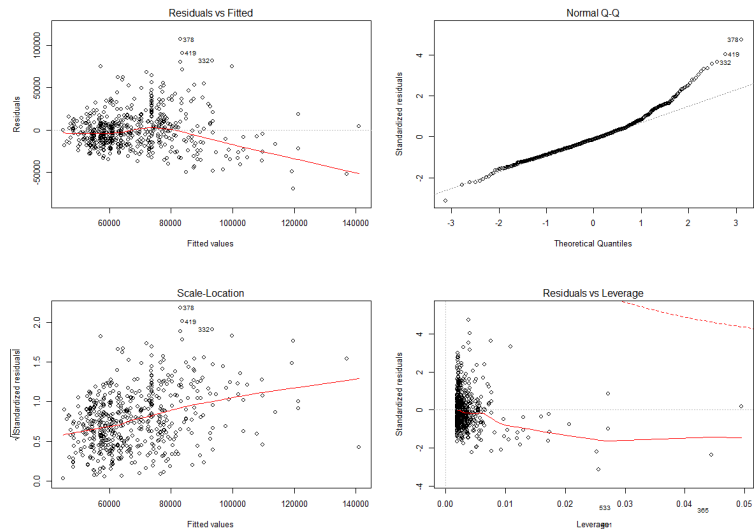 Residuals vs Fitted
Residuals
100000
50000
0
-50000
378
419
332
60000 80000 100000 120000 140000
Fitted values
Normal Q-Q
Standardized residuals
4
2
0
-2
378
419
332
-3 -2 -1 0 1 2 3
Theoretical Quantiles
Scale-Location
√|Standardized residuals|
2.0
1.5
1.0
0.5
0.0
378
419
332
60000 80000 100000 120000 140000
Fitted values
Residuals vs Leverage
Standardized residuals
4
2
0
-2
-4
0.00 0.01 0.02 0.03 0.04 0.05
533
365
Leverage